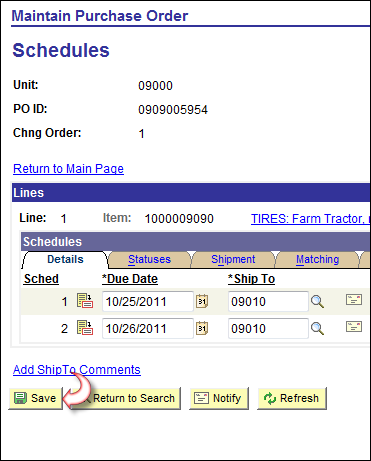 Maintain Purchase Order
Schedules
Unit: 09000
PO ID: 0909005954
Chng Order: 1
Return to Main Page
Lines
Line: 1 Item: 1000009090 TIRES: Farm Tractor,
Schedules
Details Statuses Shipment Matching
Sched *Due Date *Ship To
1 10/25/2011 31 09010
2 10/26/2011 31 09010
Add ShipTo Comments
Save Return to Search Notify Refresh